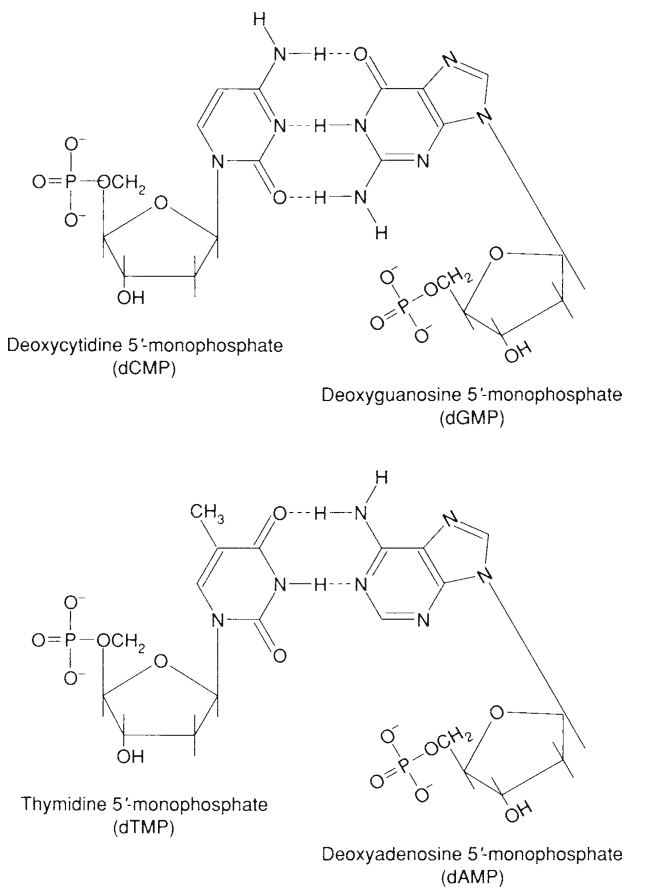 H
N H O N
N H N N
N O H N N
H
O⁻
O=P—OCH₂
O⁻
O
OH
O⁻
O=P OCH₂
O⁻
O
OH
Deoxycytidine 5′-monophosphate
(dCMP)
Deoxyguanosine 5′-monophosphate
(dGMP)
H
CH₃ O H N N
N H N N
N O N
O⁻
O=P—OCH₂
O⁻
O
OH
O⁻
O=P OCH₂
O⁻
O
OH
Thymidine 5′-monophosphate
(dTMP)
Deoxyadenosine 5′-monophosphate
(dAMP)